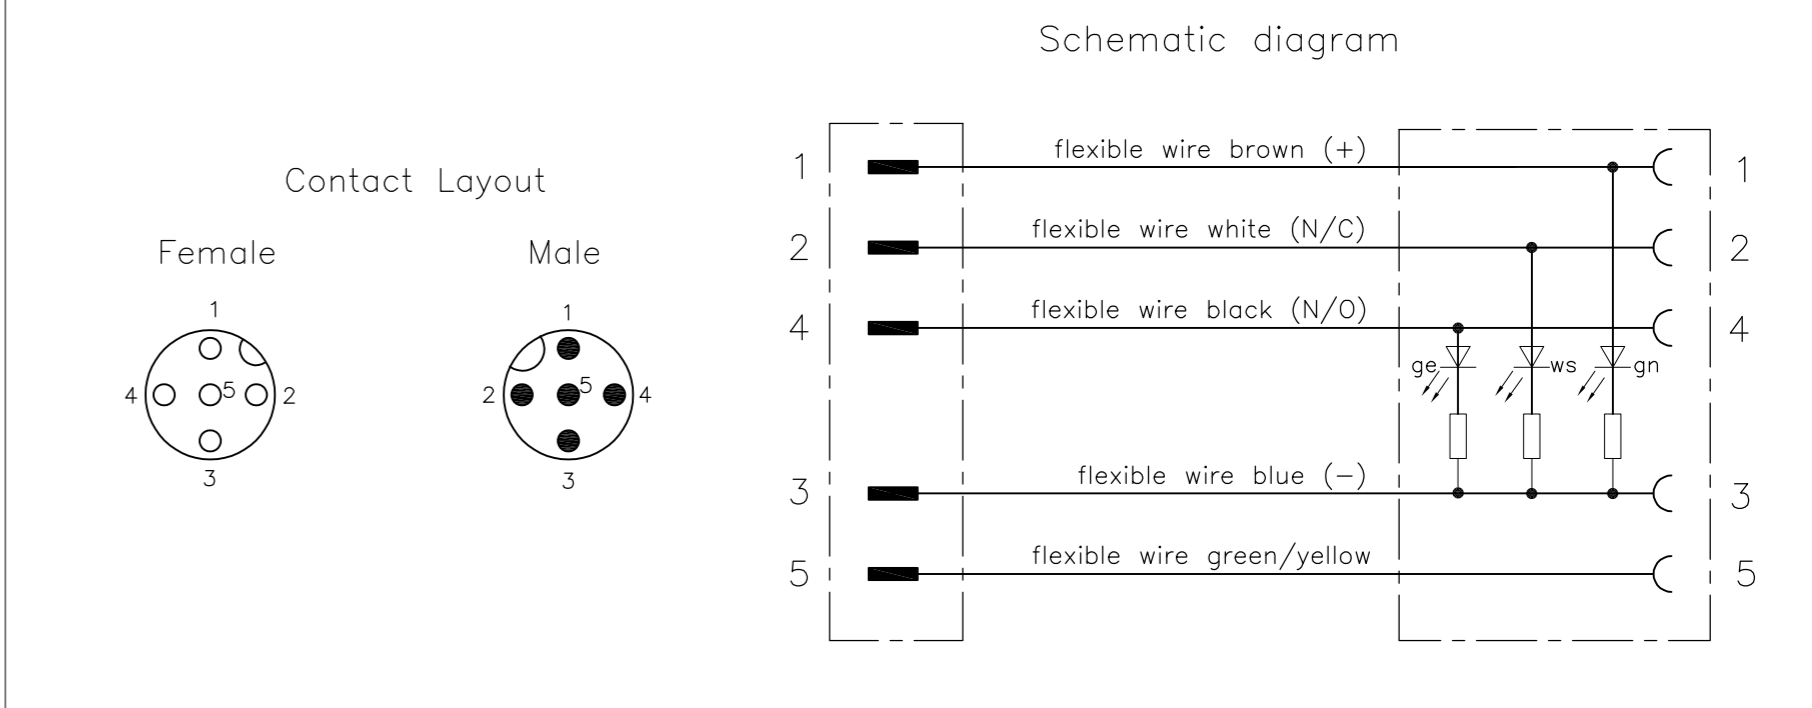 Schematic diagram
Contact Layout
Female
Male
1
4
5
2
3
1
2
5
4
3
1 flexible wire brown (+) 1
2 flexible wire white (N/C) 2
4 flexible wire black (N/O) 4
ge ws gn
3 flexible wire blue (-) 3
5 flexible wire green/yellow 5